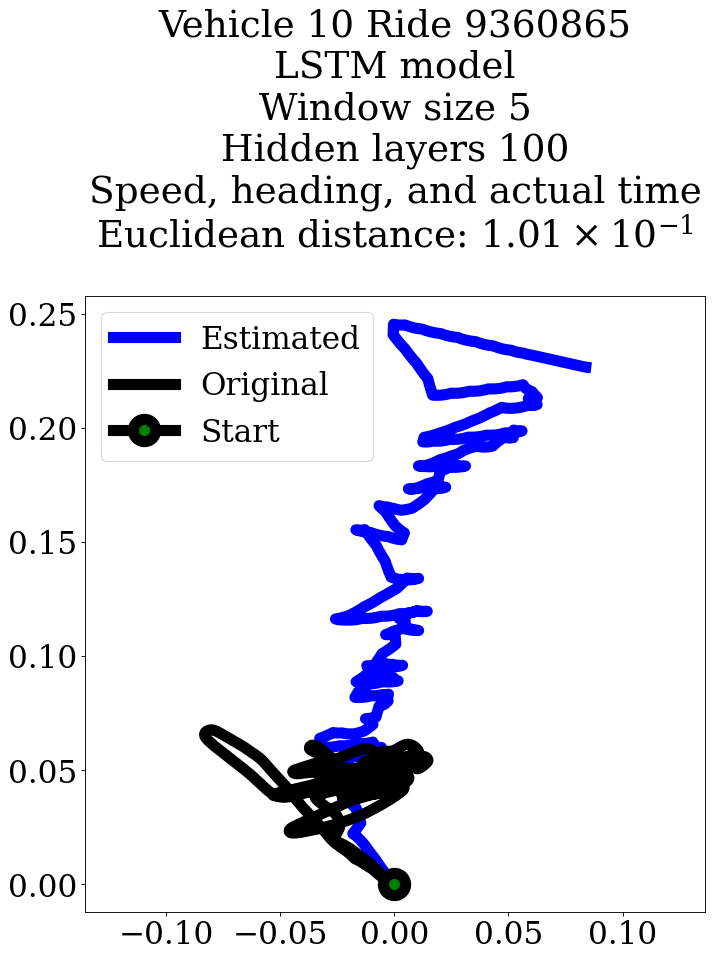 Vehicle 10 Ride 9360865
LSTM model
Window size 5
Hidden layers 100
Speed, heading, and actual time
Euclidean distance: 1.01 × 10⁻¹
Estimated
Original
Start
0.25
0.20
0.15
0.10
0.05
0.00
−0.10 −0.05 0.00 0.05 0.10